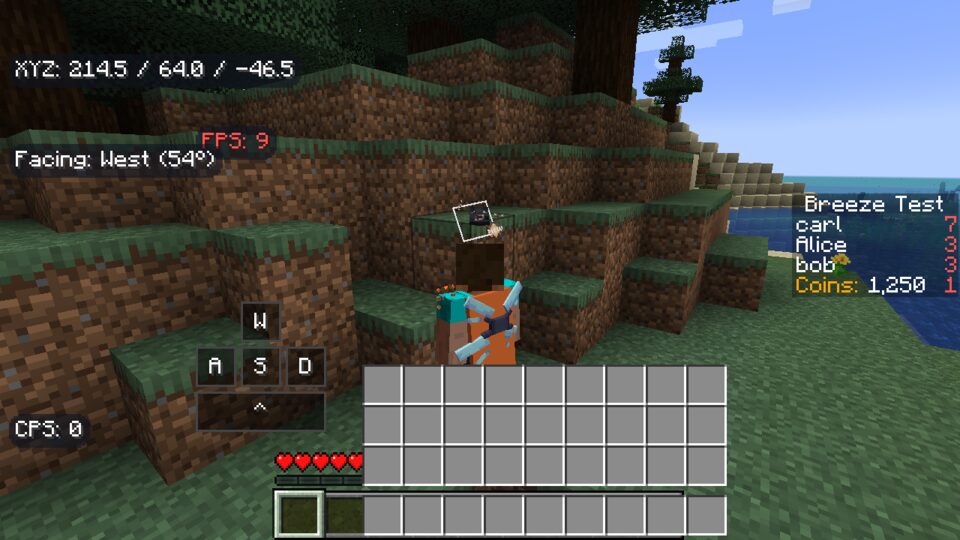 XYZ: 214.5 / 64.0 / -46.5
FPS: 9
Facing: West (54°)
Breeze Test
carl 7
Alice 3
bob 3
Coins: 1,250 1
W
A S D
^
CPS: 0